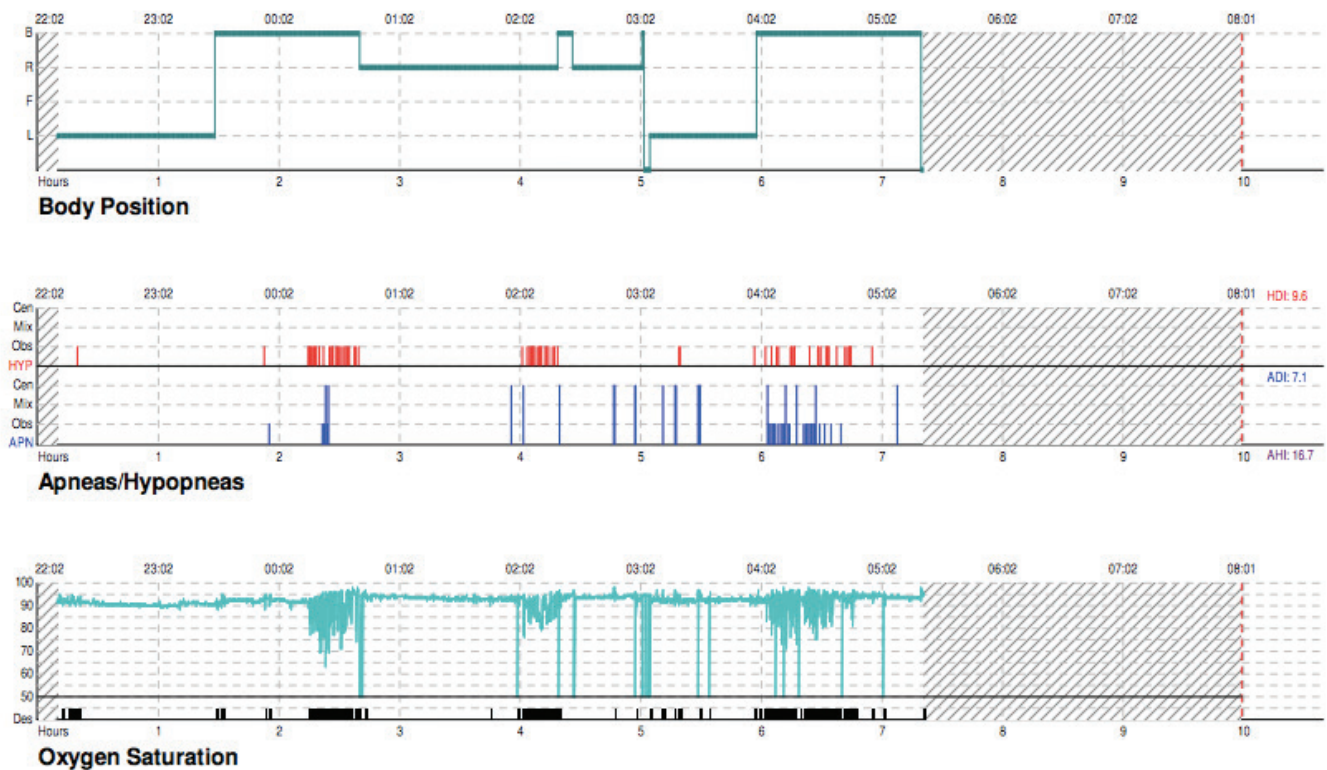 22:02 23:02 00:02 01:02 02:02 03:02 04:02 05:02 06:02 07:02 08:01
B
R
F
L
Hours 1 2 3 4 5 6 7 8 9 10
Body Position
22:02 23:02 00:02 01:02 02:02 03:02 04:02 05:02 06:02 07:02 08:01 HDI: 9.6
Cen
Mix
Obs
HYP
Cen ADI: 7.1
Mix
Obs
APN
Hours 1 2 3 4 5 6 7 8 9 10 AHI: 16.7
Apneas/Hypopneas
22:02 23:02 00:02 01:02 02:02 03:02 04:02 05:02 06:02 07:02 08:01
100
90
80
70
60
50
Des
Hours 1 2 3 4 5 6 7 8 9 10
Oxygen Saturation